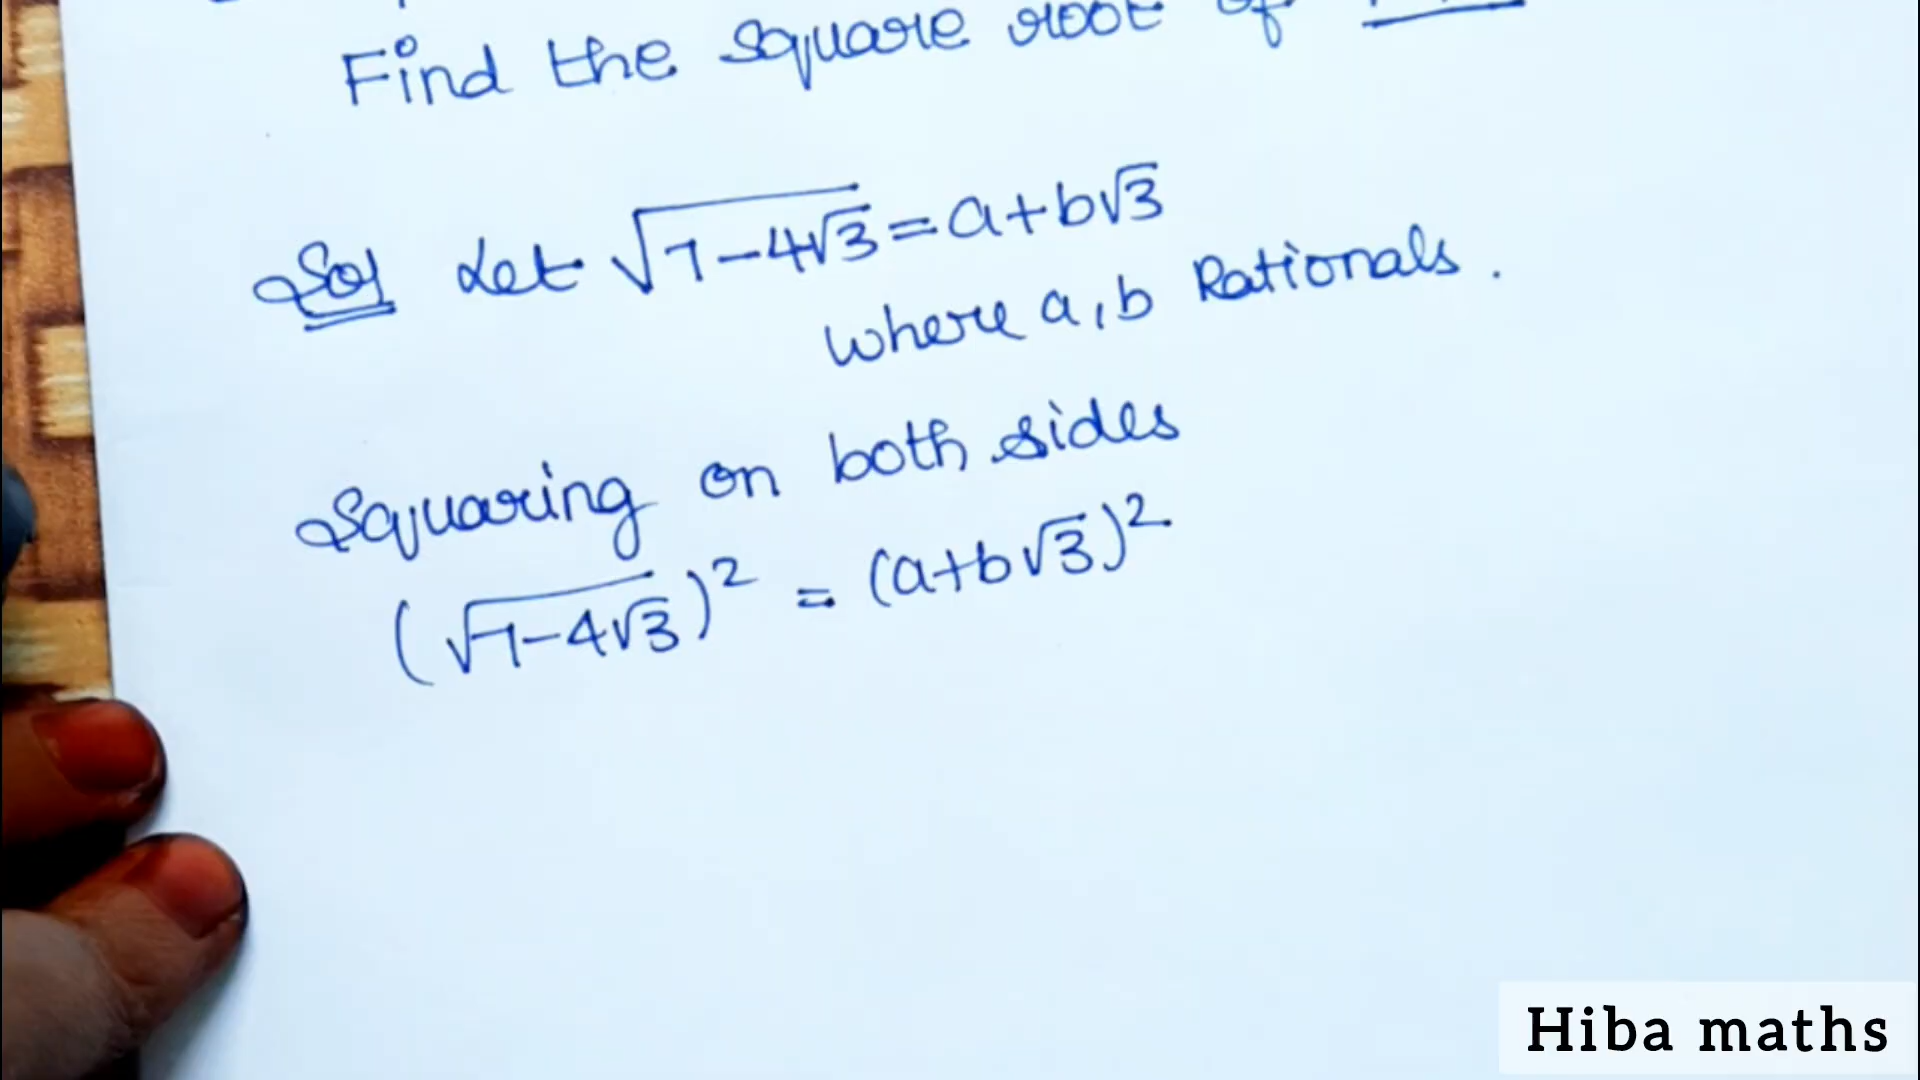 Find the square root of
Sol Let √(7-4√3) = a+b√3
where a, b Rationals.
Squaring on both sides
(√(7-4√3))² = (a+b√3)²
Hiba maths